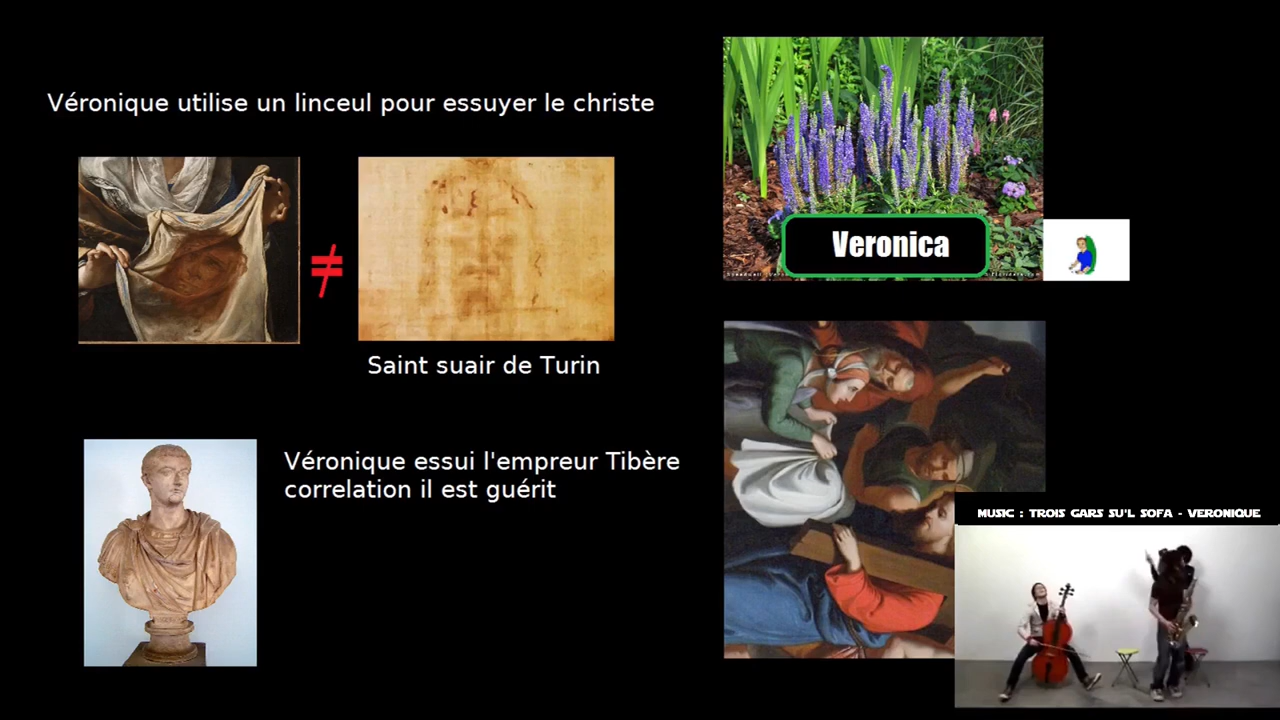 Véronique utilise un linceul pour essuyer le christe
Saint suair de Turin
Véronique essui l'empreur Tibère
correlation il est guérit
Veronica
MUSIC : TROIS GARS SU'L SOFA - VERONIQUE